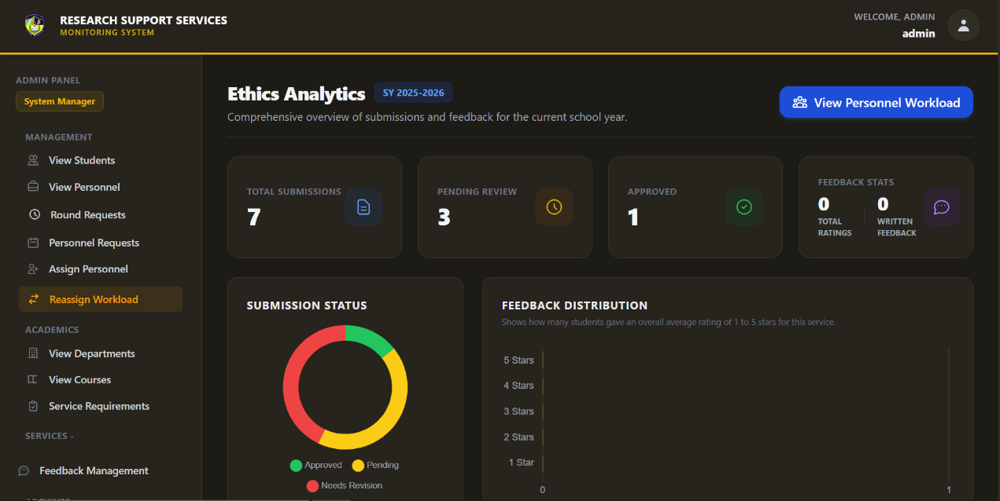 RESEARCH SUPPORT SERVICES
MONITORING SYSTEM
WELCOME, ADMIN
admin
ADMIN PANEL
System Manager
MANAGEMENT
View Students
View Personnel
Round Requests
Personnel Requests
Assign Personnel
Reassign Workload
ACADEMICS
View Departments
View Courses
Service Requirements
SERVICES -
Feedback Management
Ethics Analytics
SY 2025-2026
Comprehensive overview of submissions and feedback for the current school year.
View Personnel Workload
TOTAL SUBMISSIONS
7
PENDING REVIEW
3
APPROVED
1
FEEDBACK STATS
0
TOTAL
RATINGS
0
WRITTEN
FEEDBACK
SUBMISSION STATUS
Approved
Pending
Needs Revision
FEEDBACK DISTRIBUTION
Shows how many students gave an overall average rating of 1 to 5 stars for this service.
5 Stars
4 Stars
3 Stars
2 Stars
1 Star
0
1